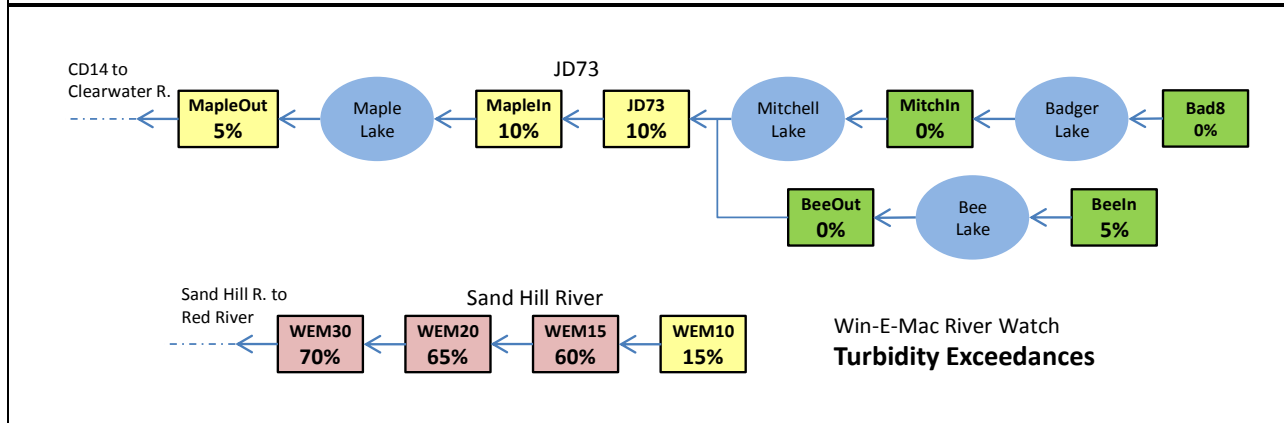 CD14 to
Clearwater R.
JD73
MapleOut
5%
Maple
Lake
MapleIn
10%
JD73
10%
Mitchell
Lake
MitchIn
0%
Badger
Lake
Bad8
0%
BeeOut
0%
Bee
Lake
BeeIn
5%
Sand Hill R. to
Red River
Sand Hill River
WEM30
70%
WEM20
65%
WEM15
60%
WEM10
15%
Win-E-Mac River Watch
Turbidity Exceedances